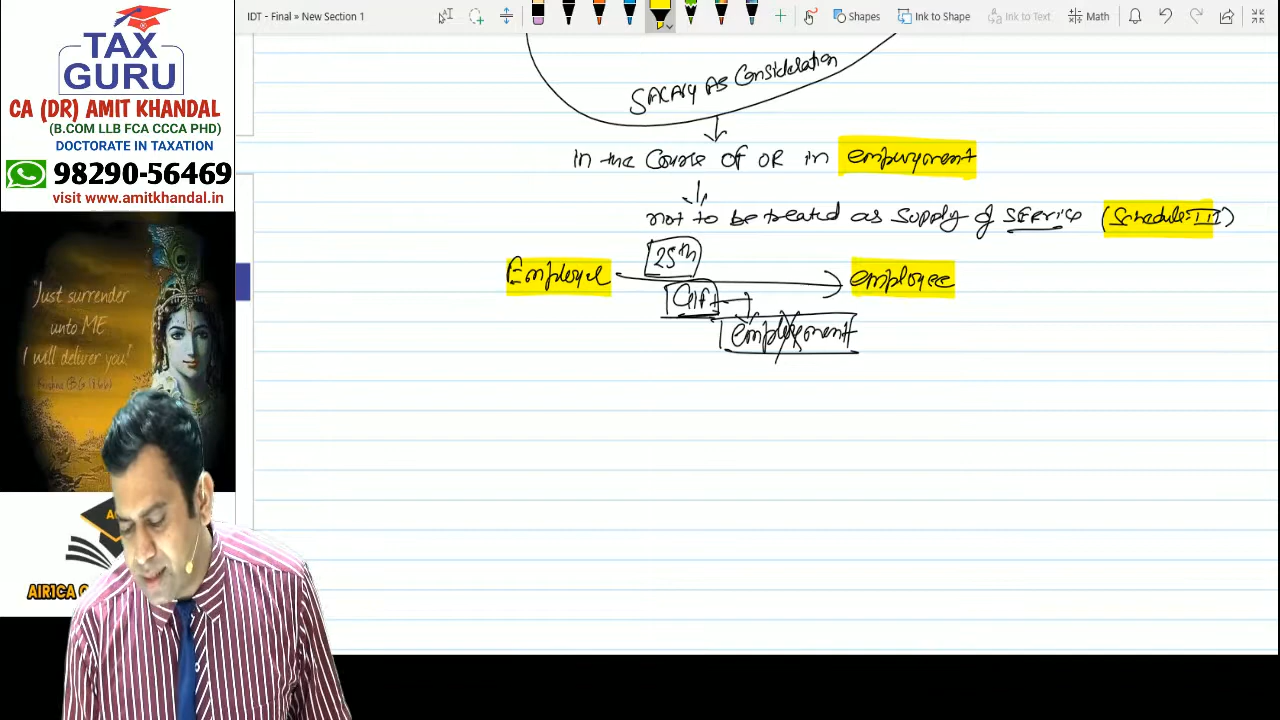 IDT - Final » New Section 1
Shapes
Ink to Shape
Ink to Text
Math
TAX
GURU
CA (DR) AMIT KHANDAL
(B.COM LLB FCA CCCA PHD)
DOCTORATE IN TAXATION
98290-56469
visit www.amitkhandal.in
"Just surrender
unto ME
I will deliver you!"
AIR1CA
SALARY AS Consideration
in the Course of OR in employment
not to be treated as supply of SERVICE (Schedule III)
25th
Employer
employee
Gift
employment